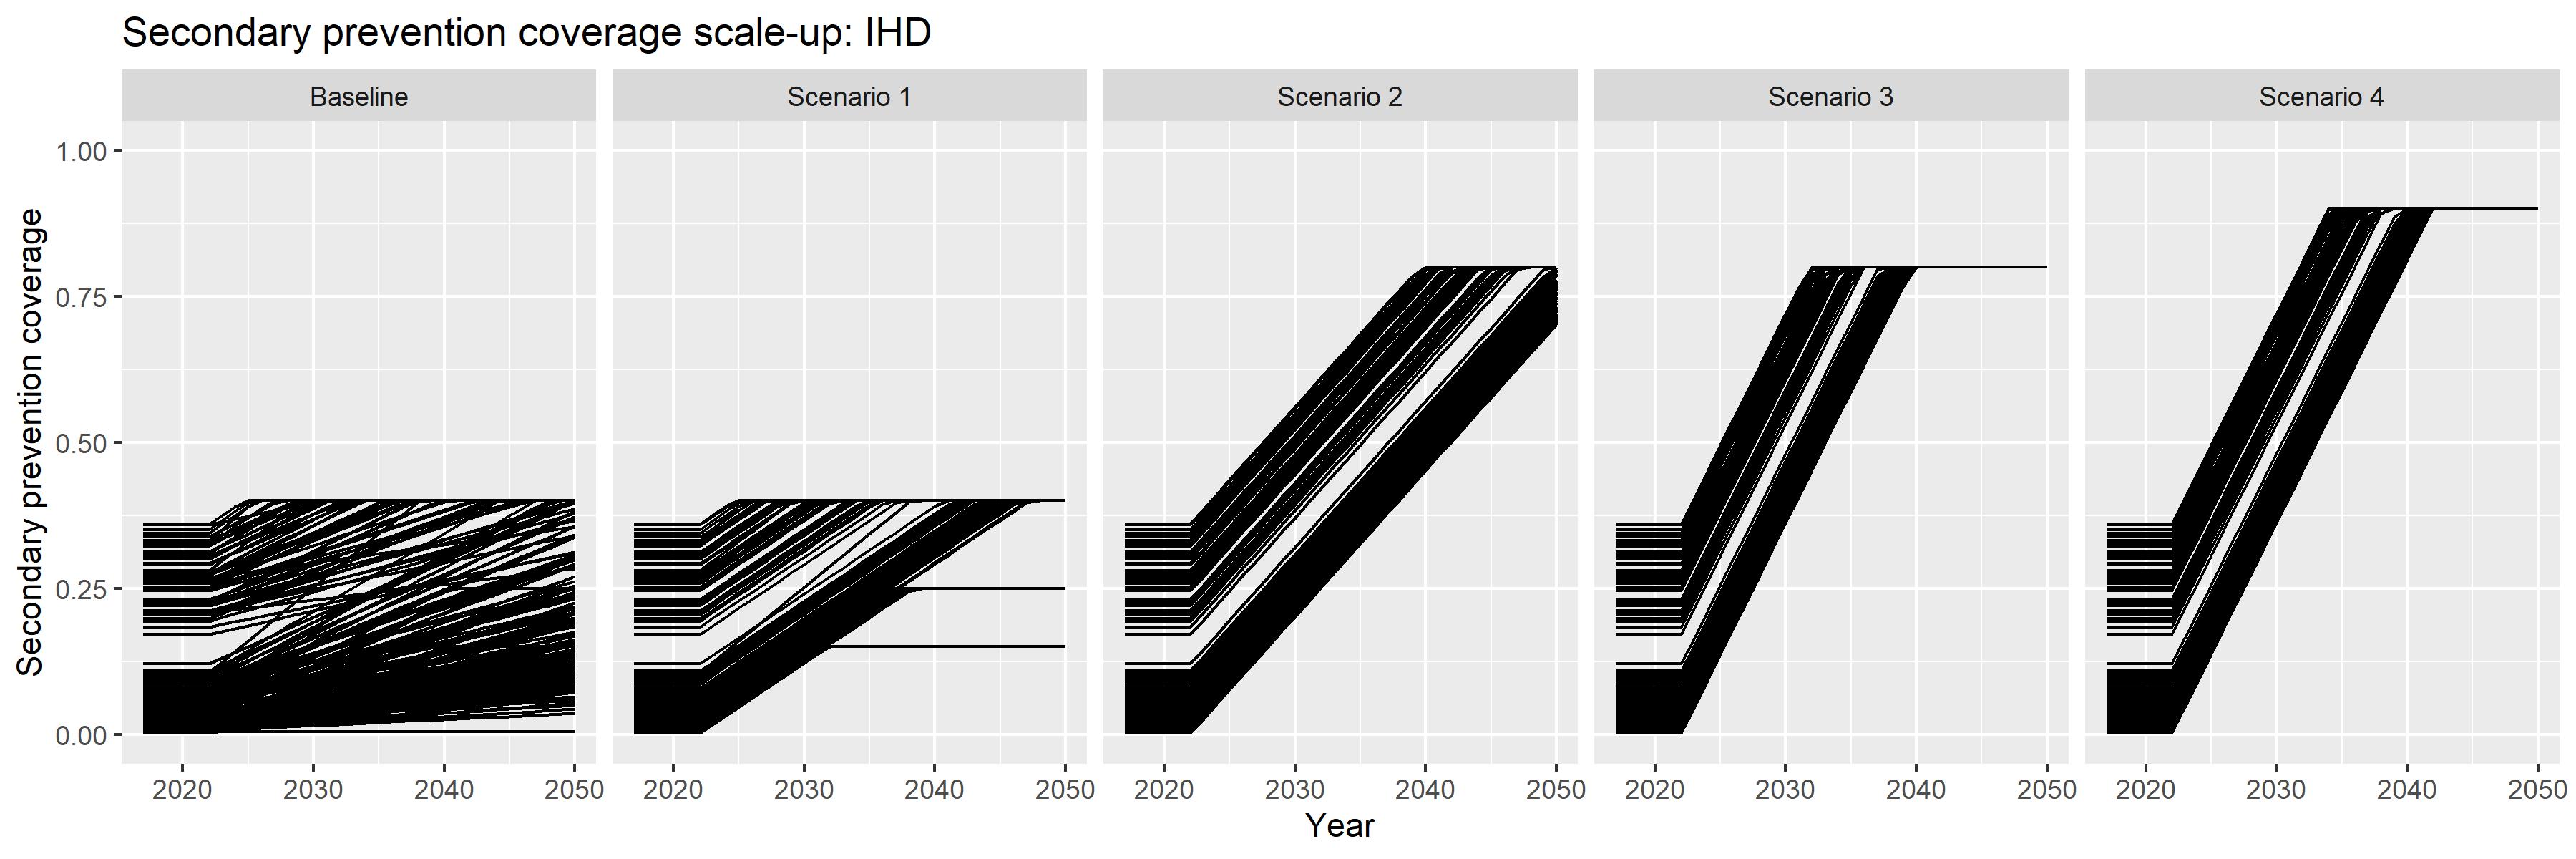 Secondary prevention coverage scale-up: IHD
Baseline
Scenario 1
Scenario 2
Scenario 3
Scenario 4
Secondary prevention coverage
1.00
0.75
0.50
0.25
0.00
2020 2030 2040 2050
2020 2030 2040 2050
2020 2030 2040 2050
2020 2030 2040 2050
2020 2030 2040 2050
Year